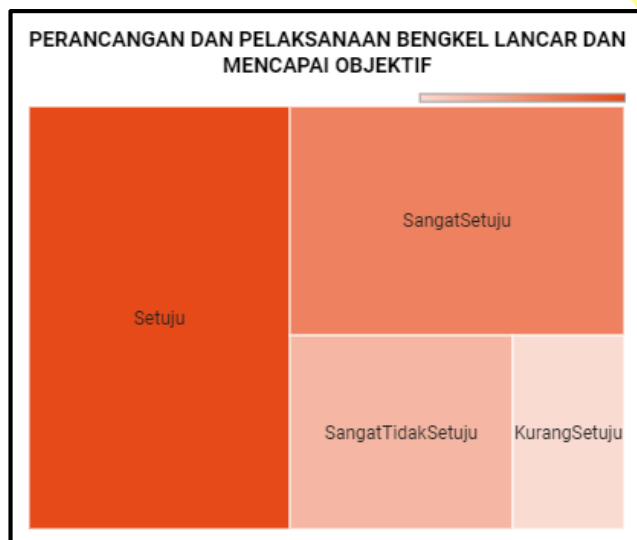 PERANCANGAN DAN PELAKSANAAN BENGKEL LANCAR DAN
MENCAPAI OBJEKTIF
SangatSetuju
Setuju
SangatTidakSetuju
KurangSetuju